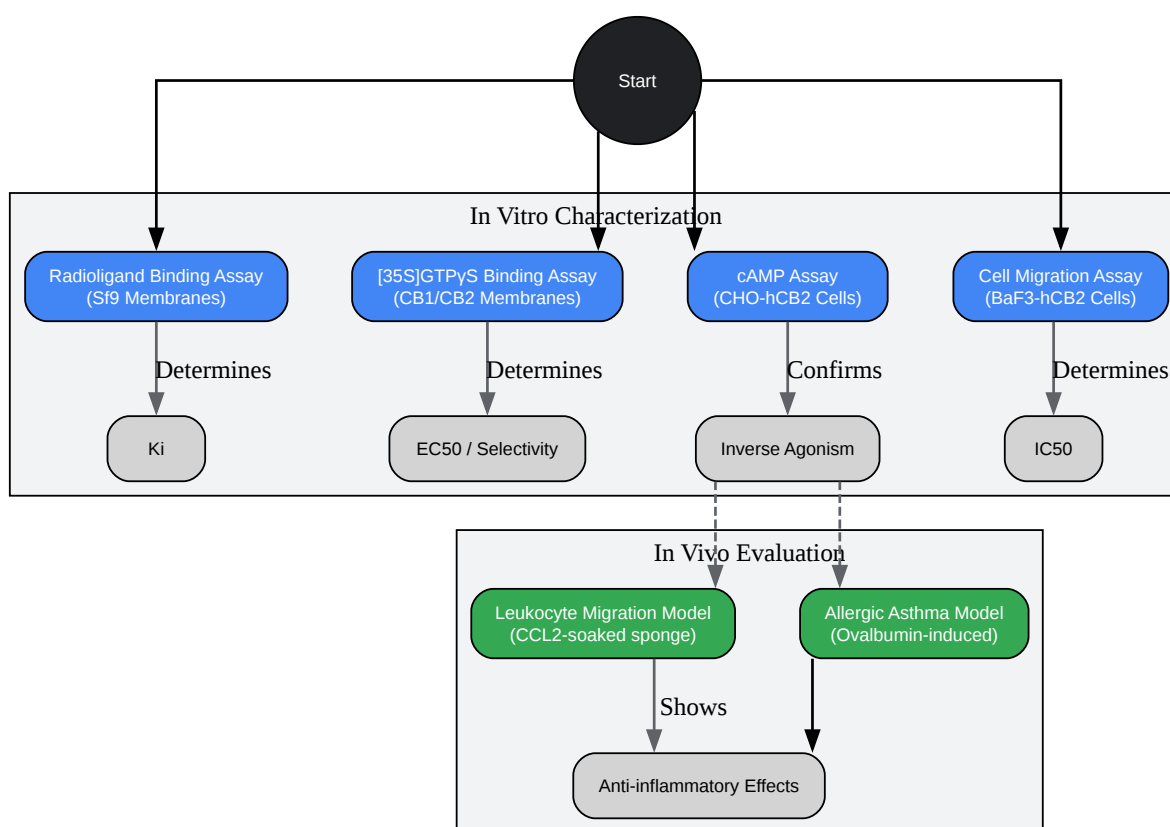 Start
In Vitro Characterization
Radioligand Binding Assay
(Sf9 Membranes)
[35S]GTPγS Binding Assay
(CB1/CB2 Membranes)
cAMP Assay
(CHO-hCB2 Cells)
Cell Migration Assay
(BaF3-hCB2 Cells)
Determines
Determines
Confirms
Determines
Ki
EC50 / Selectivity
Inverse Agonism
IC50
In Vivo Evaluation
Leukocyte Migration Model
(CCL2-soaked sponge)
Allergic Asthma Model
(Ovalbumin-induced)
Shows
Anti-inflammatory Effects